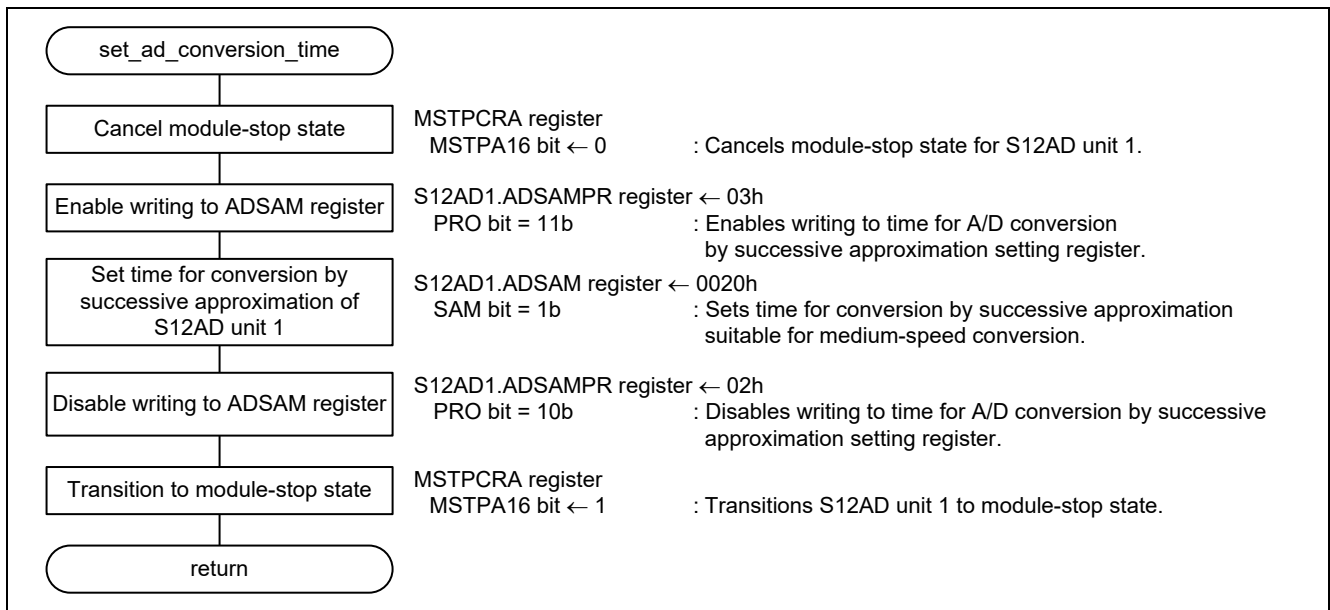 set_ad_conversion_time
Cancel module-stop state
MSTPCRA register
MSTPA16 bit ← 0 : Cancels module-stop state for S12AD unit 1.
Enable writing to ADSAM register
S12AD1.ADSAMPR register ← 03h
PRO bit = 11b : Enables writing to time for A/D conversion
by successive approximation setting register.
Set time for conversion by
successive approximation of
S12AD unit 1
S12AD1.ADSAM register ← 0020h
SAM bit = 1b : Sets time for conversion by successive approximation
suitable for medium-speed conversion.
Disable writing to ADSAM register
S12AD1.ADSAMPR register ← 02h
PRO bit = 10b : Disables writing to time for A/D conversion by successive
approximation setting register.
Transition to module-stop state
MSTPCRA register
MSTPA16 bit ← 1 : Transitions S12AD unit 1 to module-stop state.
return